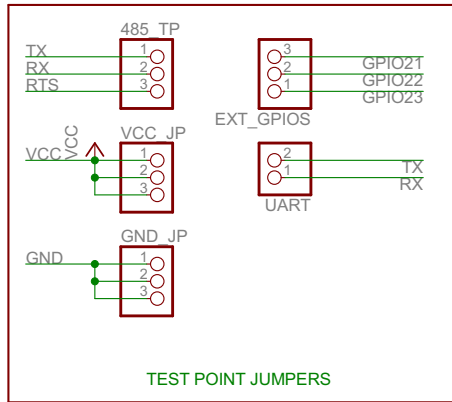 485_TP
TX 1
RX 2
RTS 3
3 GPIO21
2 GPIO22
1 GPIO23
EXT_GPIOS
VCC VCC VCC_JP
1
2
3
2 TX
1 RX
UART
GND_JP
GND 1
2
3
TEST POINT JUMPERS